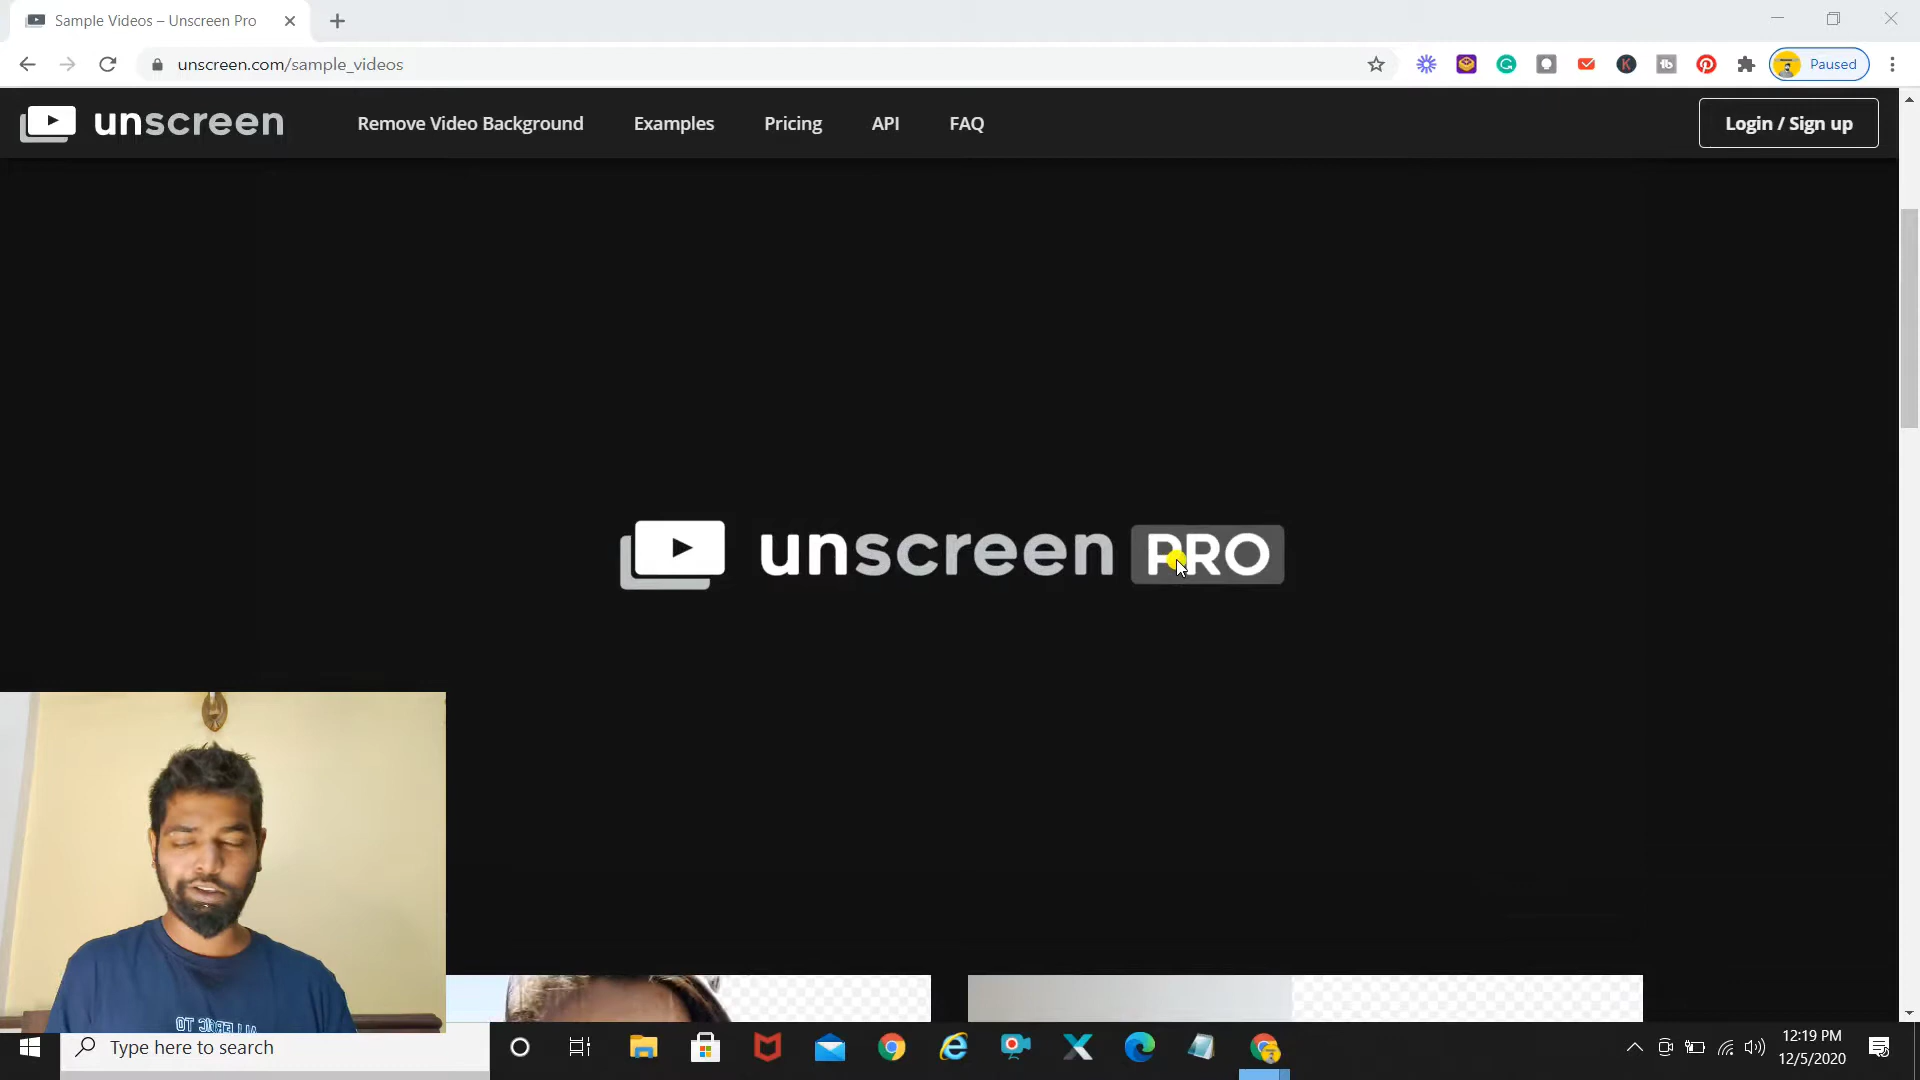 Sample Videos – Unscreen Pro
unscreen.com/sample_videos
Paused
unscreen
Remove Video Background
Examples
Pricing
API
FAQ
Login / Sign up
unscreen PRO
Type here to search
12:19 PM
12/5/2020